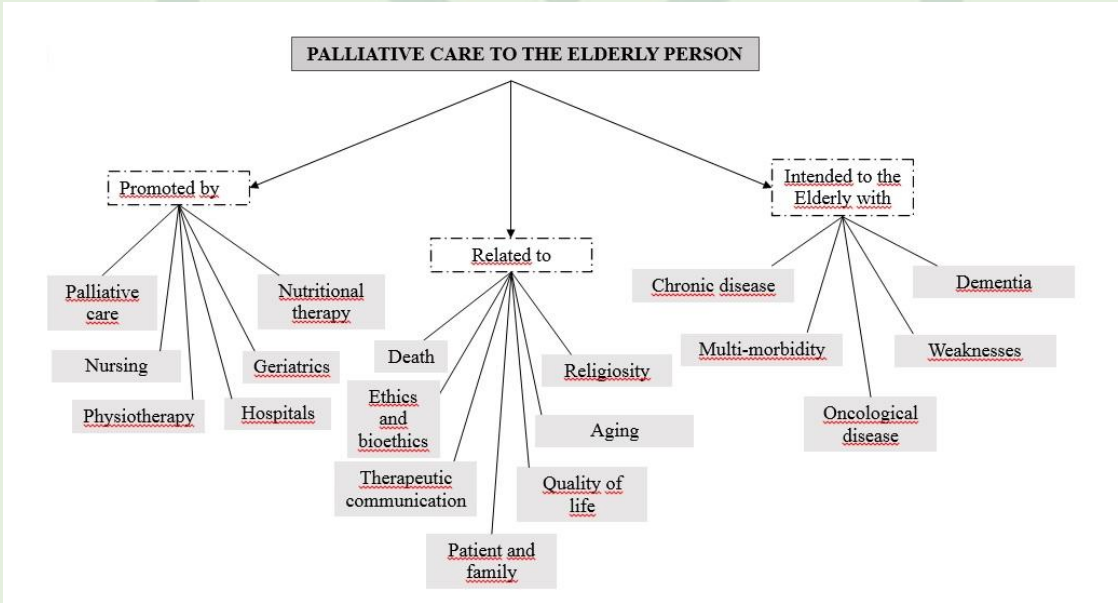 PALLIATIVE CARE TO THE ELDERLY PERSON
Promoted by
Palliative
care
Nursing
Physiotherapy
Hospitals
Geriatrics
Nutritional
therapy
Related to
Death
Ethics
and
bioethics
Therapeutic
communication
Patient and
family
Quality of
life
Aging
Religiosity
Intended to the
Elderly with
Chronic disease
Multi-morbidity
Oncological
disease
Weaknesses
Dementia